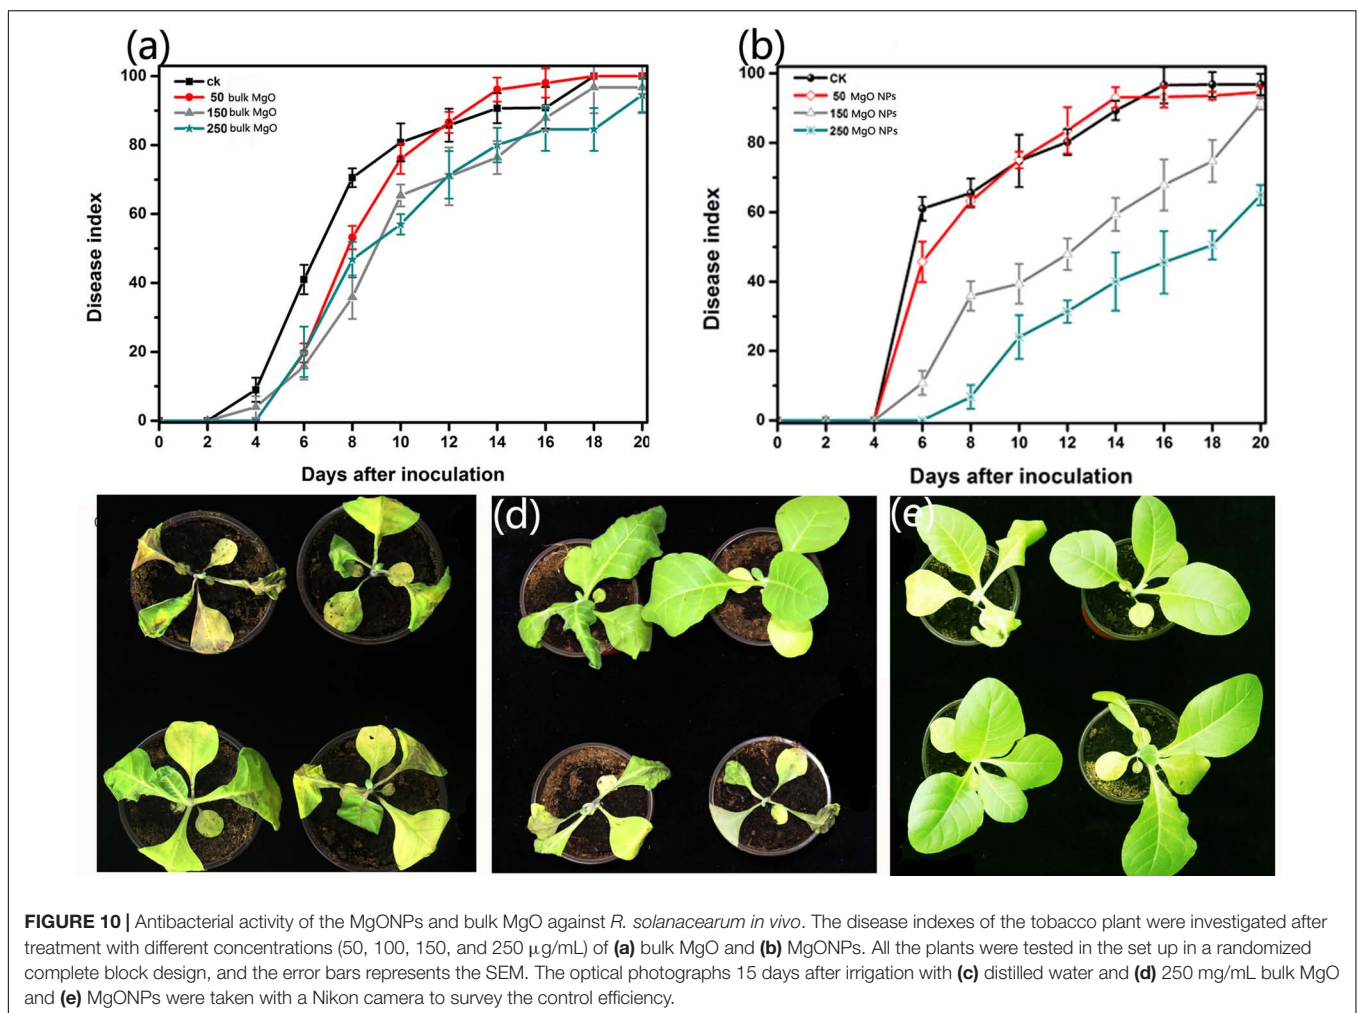 (a)
100
80
60
40
20
0
Disease index
ck
50 bulk MgO
150 bulk MgO
250 bulk MgO
0 2 4 6 8 10 12 14 16 18 20
Days after inoculation
(b)
100
80
60
40
20
0
Disease index
CK
50 MgO NPs
150 MgO NPs
250 MgO NPs
0 2 4 6 8 10 12 14 16 18 20
Days after inoculation
(d)
(e)
FIGURE 10 | Antibacterial activity of the MgONPs and bulk MgO against R. solanacearum in vivo. The disease indexes of the tobacco plant were investigated after
treatment with different concentrations (50, 100, 150, and 250 μg/mL) of (a) bulk MgO and (b) MgONPs. All the plants were tested in the set up in a randomized
complete block design, and the error bars represents the SEM. The optical photographs 15 days after irrigation with (c) distilled water and (d) 250 mg/mL bulk MgO
and (e) MgONPs were taken with a Nikon camera to survey the control efficiency.